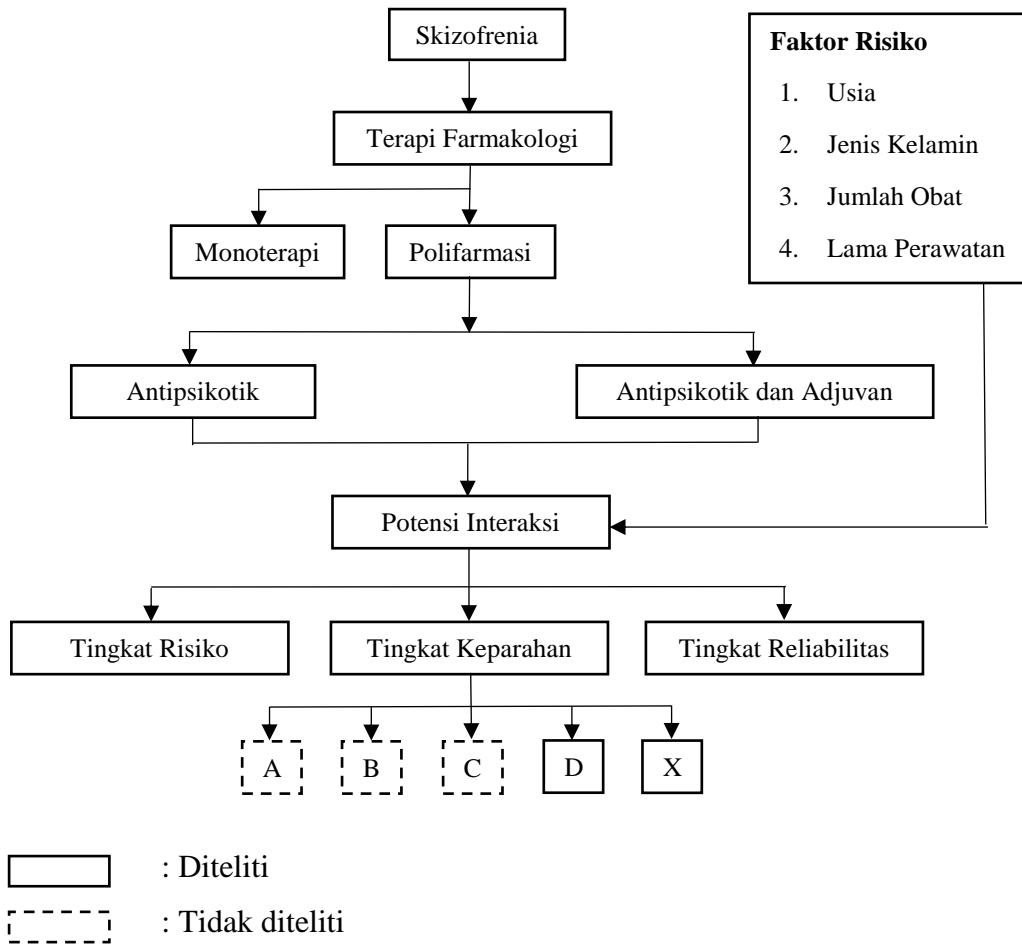 Skizofrenia
Faktor Risiko
1. Usia
2. Jenis Kelamin
3. Jumlah Obat
4. Lama Perawatan
Terapi Farmakologi
Monoterapi
Polifarmasi
Antipsikotik
Antipsikotik dan Adjuvan
Potensi Interaksi
Tingkat Risiko
Tingkat Keparahan
Tingkat Reliabilitas
A
B
C
D
X
: Diteliti
: Tidak diteliti